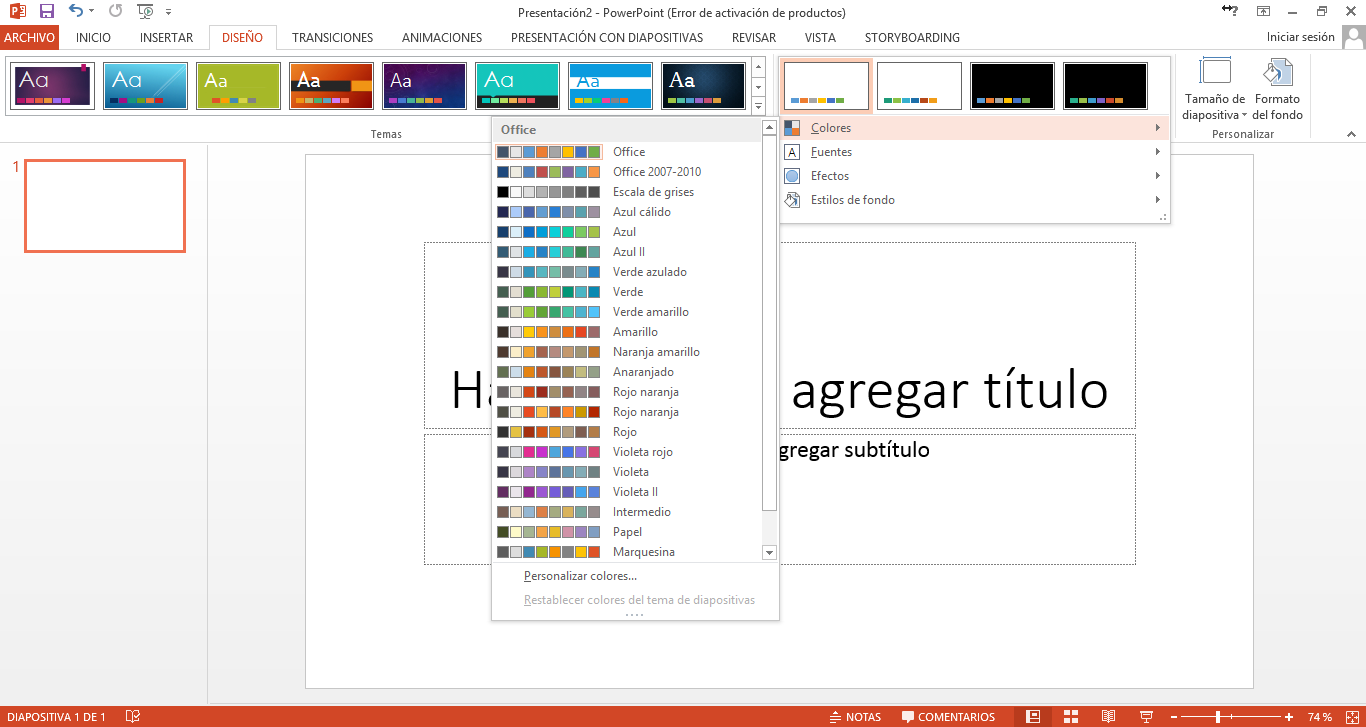 Presentación2 - PowerPoint (Error de activación de productos)
ARCHIVO INICIO INSERTAR DISEÑO TRANSICIONES ANIMACIONES PRESENTACIÓN CON DIAPOSITIVAS REVISAR VISTA STORYBOARDING Iniciar sesión
Aa Aa Aa Aa Aa Aa Aa Aa
Tamaño de diapositiva
Formato del fondo
Temas
Personalizar
Colores
Fuentes
Efectos
Estilos de fondo
Office
Office
Office 2007-2010
Escala de grises
Azul cálido
Azul
Azul II
Verde azulado
Verde
Verde amarillo
Amarillo
Naranja amarillo
Anaranjado
Rojo naranja
Rojo naranja
Rojo
Violeta rojo
Violeta
Violeta II
Intermedio
Papel
Marquesina
Personalizar colores...
Restablecer colores del tema de diapositivas
1
agregar título
gregar subtítulo
DIAPOSITIVA 1 DE 1 NOTAS COMENTARIOS 74 %